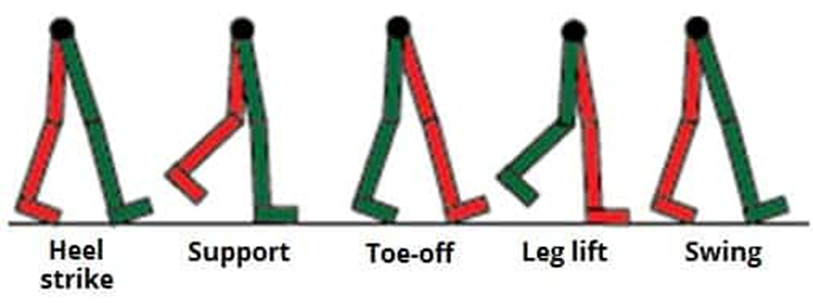 Heel
strike
Support
Toe-off
Leg lift
Swing